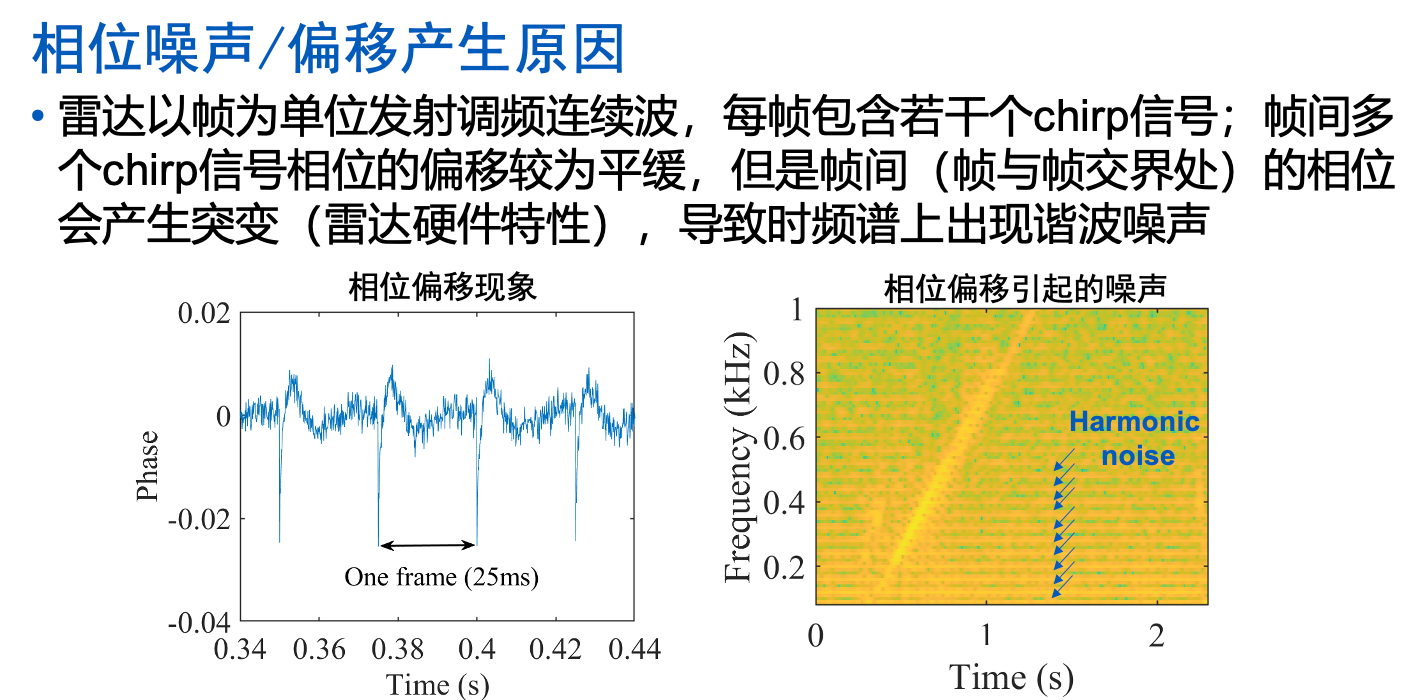 相位噪声/偏移产生原因
• 雷达以帧为单位发射调频连续波，每帧包含若干个chirp信号；帧间多
个chirp信号相位的偏移较为平缓，但是帧间（帧与帧交界处）的相位
会产生突变（雷达硬件特性），导致时频谱上出现谐波噪声
相位偏移现象
0.02
0
-0.02
-0.04
Phase
One frame (25ms)
0.34 0.36 0.38 0.4 0.42 0.44
Time (s)
相位偏移引起的噪声
1
0.8
0.6
0.4
0.2
Frequency (kHz)
Harmonic
noise
0 1 2
Time (s)